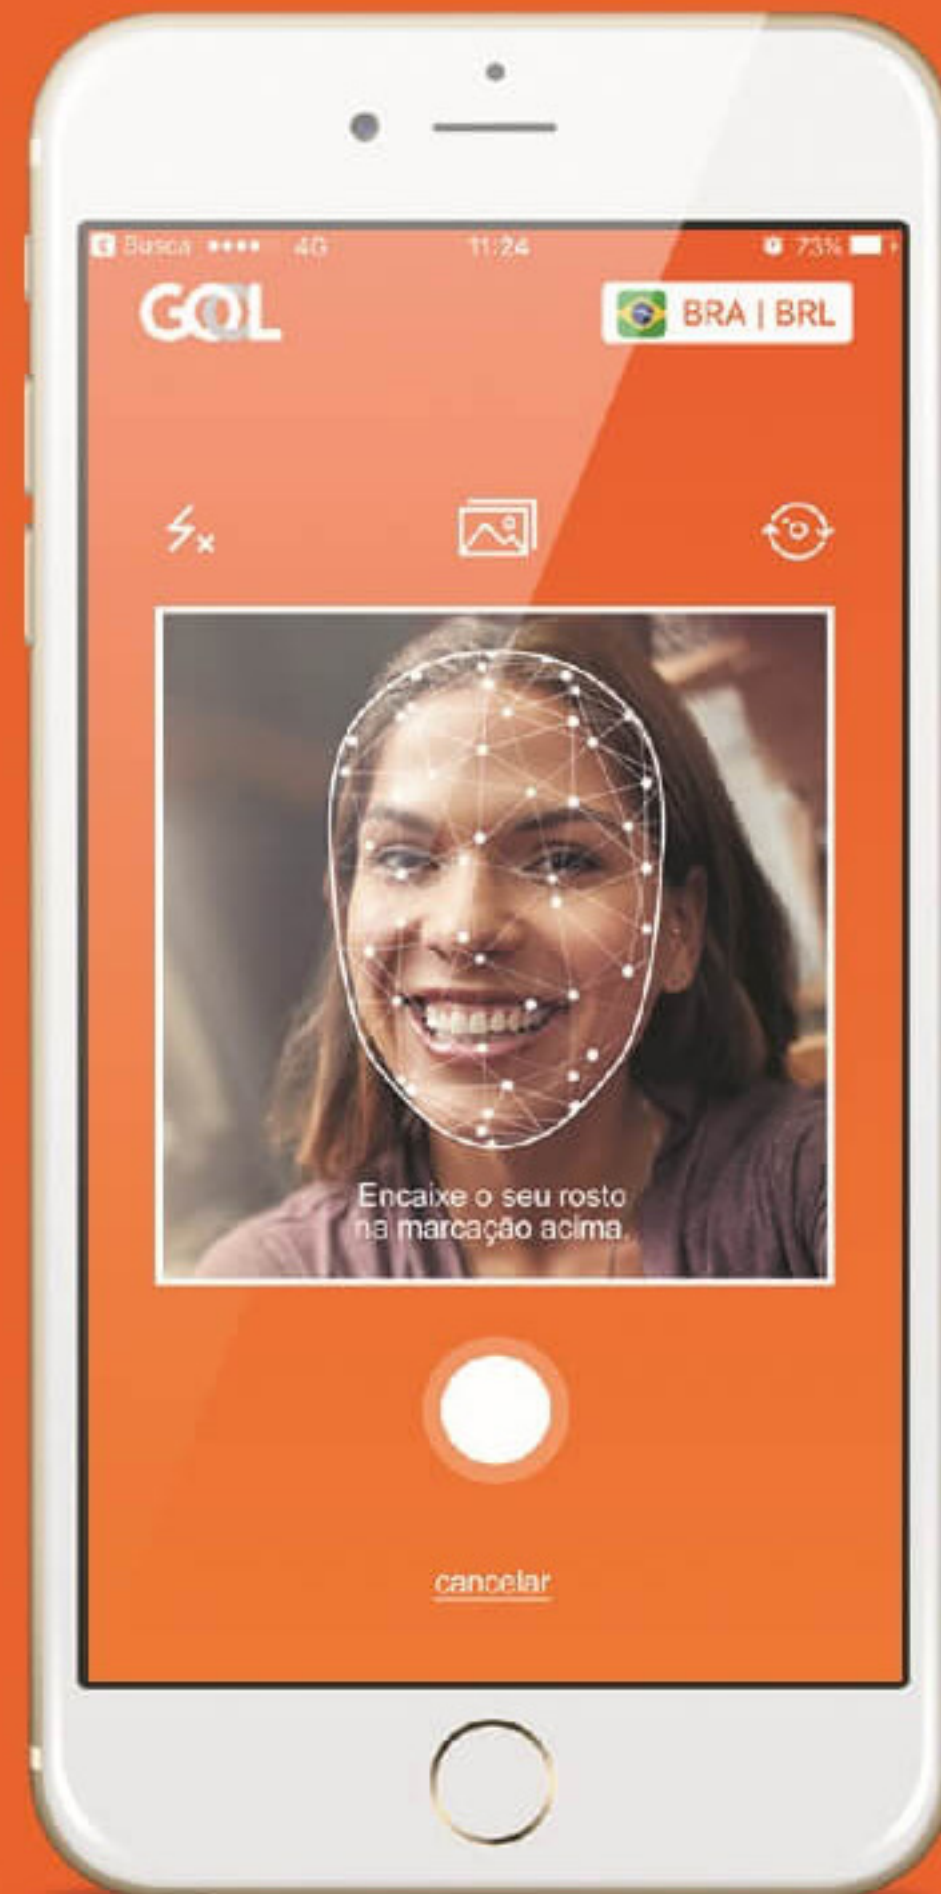 Busca 4G 11:24 73%
GOL BRA | BRL
Encaixe o seu rosto
na marcação acima.
cancelar